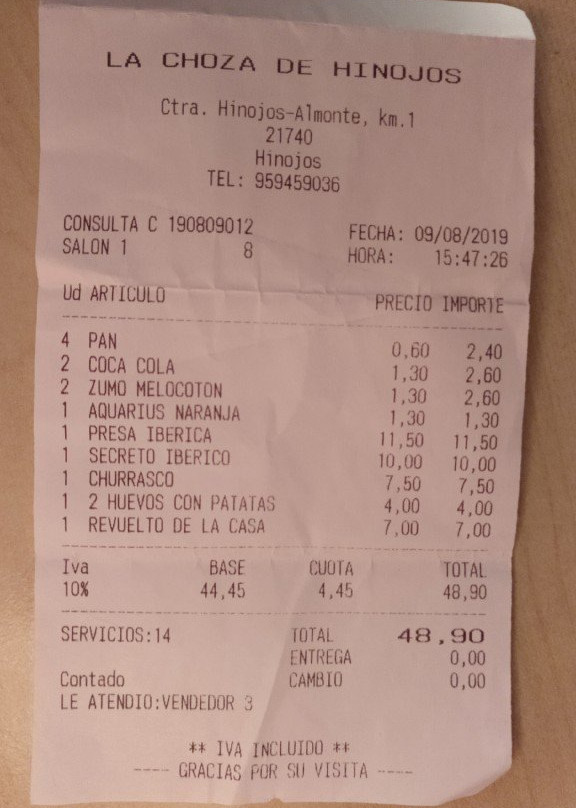 LA CHOZA DE HINOJOS
Ctra. Hinojos-Almonte, km.1
21740
Hinojos
TEL: 959459036
CONSULTA C 190809012 FECHA: 09/08/2019
SALON 1 8 HORA: 15:47:26
Ud ARTICULO PRECIO IMPORTE
4 PAN 0,60 2,40
2 COCA COLA 1,30 2,60
2 ZUMO MELOCOTON 1,30 2,60
1 AQUARIUS NARANJA 1,30 1,30
1 PRESA IBERICA 11,50 11,50
1 SECRETO IBERICO 10,00 10,00
1 CHURRASCO 7,50 7,50
1 2 HUEVOS CON PATATAS 4,00 4,00
1 REVUELTO DE LA CASA 7,00 7,00
Iva BASE CUOTA TOTAL
10% 44,45 4,45 48,90
SERVICIOS:14 TOTAL 48,90
ENTREGA 0,00
Contado CAMBIO 0,00
LE ATENDIO:VENDEDOR 3
** IVA INCLUIDO **
---- GRACIAS POR SU VISITA ----